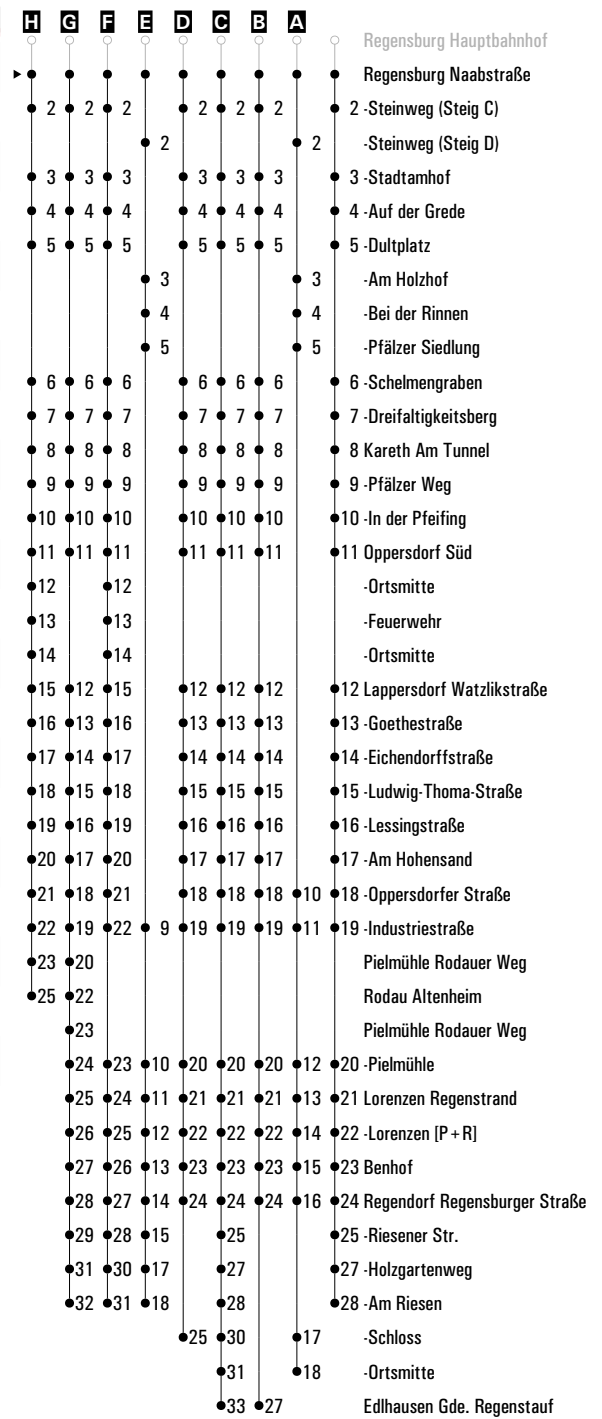 H G F E D C B A
Regensburg Hauptbahnhof
Regensburg Naabstraße
2 2 2 2 2 2 2 -Steinweg (Steig C)
2 2 -Steinweg (Steig D)
3 3 3 3 3 3 3 -Stadtamhof
4 4 4 4 4 4 4 -Auf der Grede
5 5 5 5 5 5 5 -Dultplatz
3 3 -Am Holzhof
4 4 -Bei der Rinnen
5 5 -Pfälzer Siedlung
6 6 6 6 6 6 6 -Schelmengraben
7 7 7 7 7 7 7 -Dreifaltigkeitsberg
8 8 8 8 8 8 8 Kareth Am Tunnel
9 9 9 9 9 9 9 -Pfälzer Weg
10 10 10 10 10 10 10 -In der Pfeifing
11 11 11 11 11 11 11 Oppersdorf Süd
12 12 -Ortsmitte
13 13 -Feuerwehr
14 14 -Ortsmitte
15 12 15 12 12 12 12 Lappersdorf Watzlikstraße
16 13 16 13 13 13 13 -Goethestraße
17 14 17 14 14 14 14 -Eichendorffstraße
18 15 18 15 15 15 15 -Ludwig-Thoma-Straße
19 16 19 16 16 16 16 -Lessingstraße
20 17 20 17 17 17 17 -Am Hohensand
21 18 21 18 18 18 10 18 -Oppersdorfer Straße
22 19 22 9 19 19 19 11 19 -Industriestraße
23 20 Pielmühle Rodauer Weg
25 22 Rodau Altenheim
23 Pielmühle Rodauer Weg
24 23 10 20 20 20 12 20 -Pielmühle
25 24 11 21 21 21 13 21 Lorenzen Regenstrand
26 25 12 22 22 22 14 22 -Lorenzen [P+R]
27 26 13 23 23 23 15 23 Benhof
28 27 14 24 24 24 16 24 Regendorf Regensburger Straße
29 28 15 25 25 -Riesener Str.
31 30 17 27 27 -Holzgartenweg
32 31 18 28 28 -Am Riesen
25 30 17 -Schloss
31 18 -Ortsmitte
33 27 Edlhausen Gde. Regenstauf